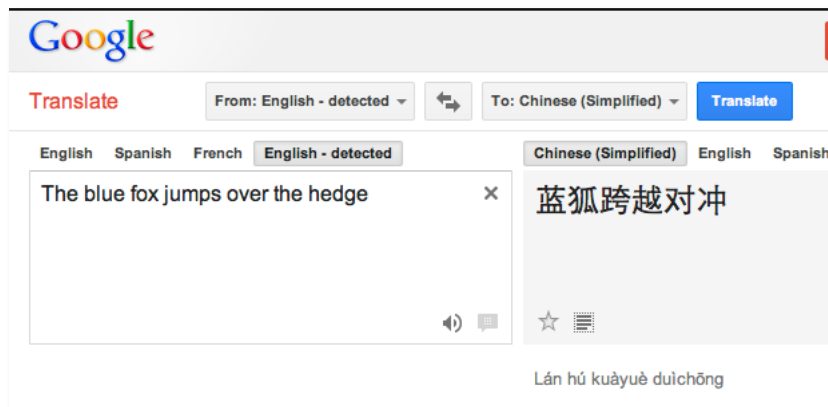 Google
Translate
From: English - detected
To: Chinese (Simplified)
Translate
English Spanish French English - detected
Chinese (Simplified) English Spanish
The blue fox jumps over the hedge
蓝狐跨越对冲
Lán hú kuàyuè duìchōng